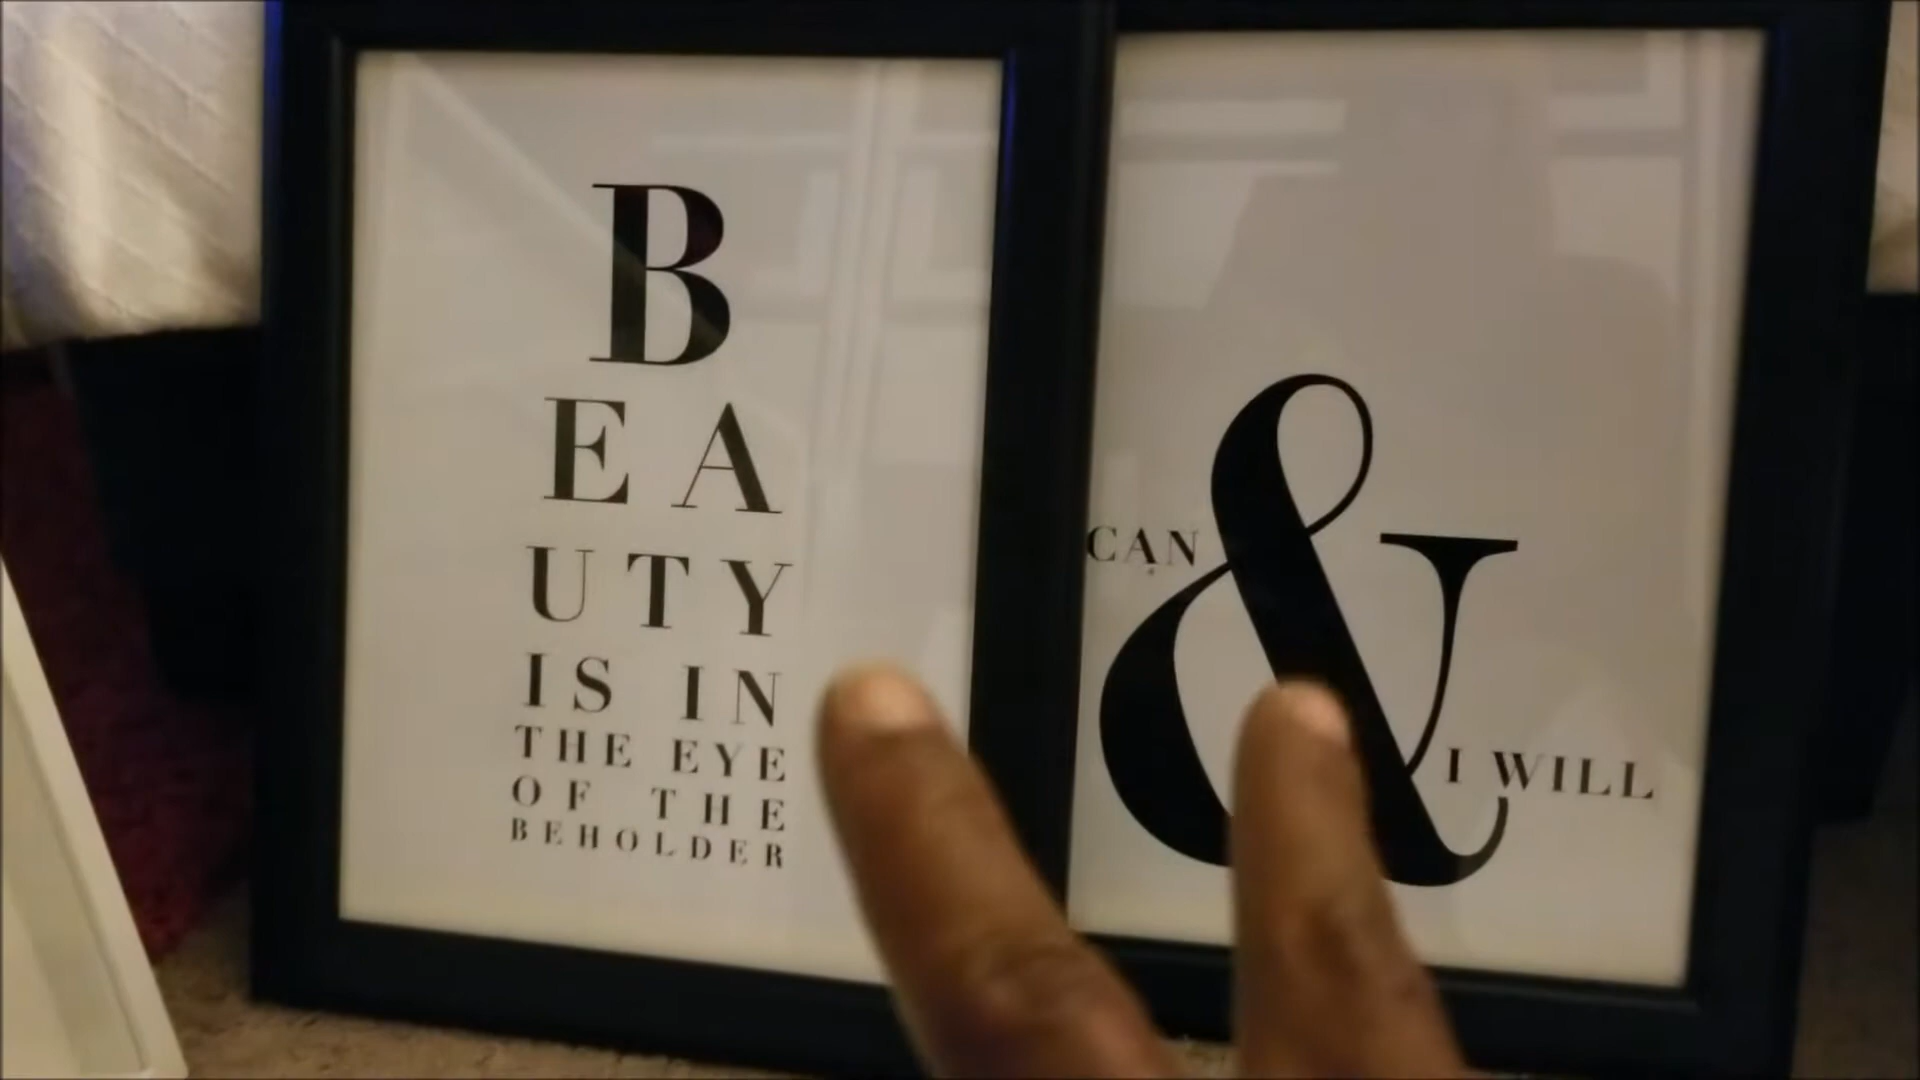 B
EA
UTY
IS IN
THE EYE
OF THE
BEHOLDER
CAN
&
I WILL